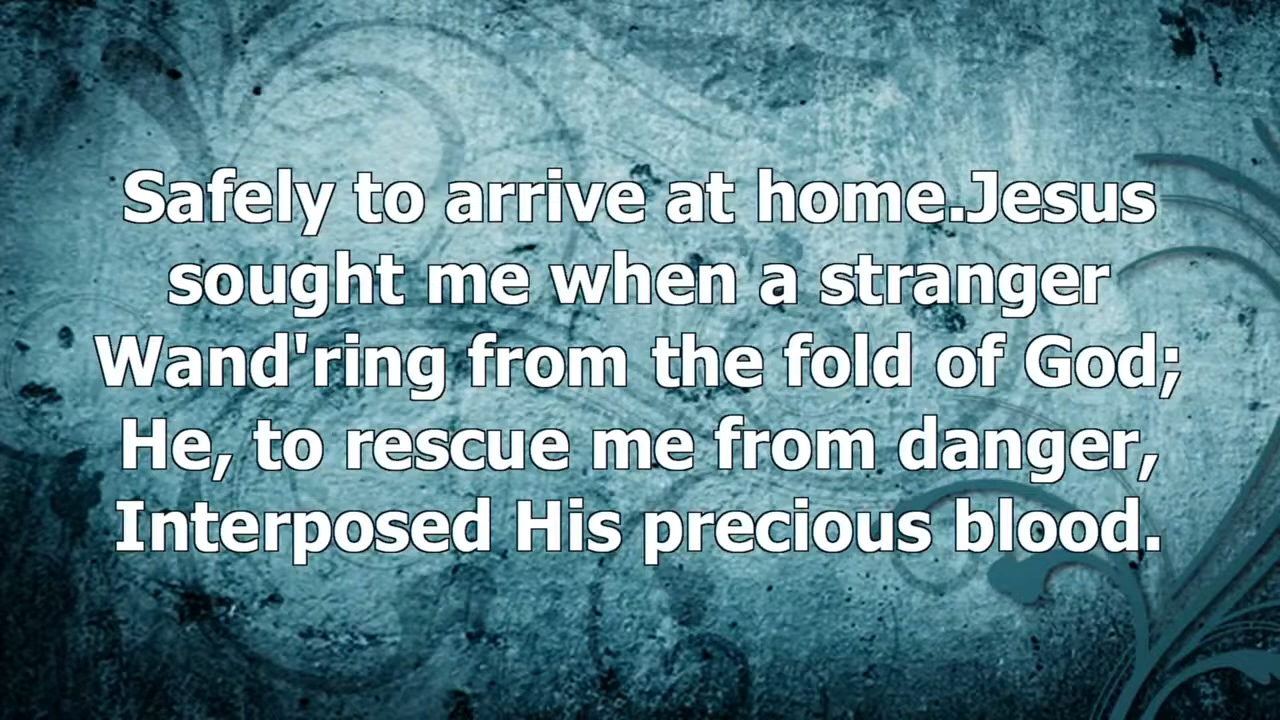 Safely to arrive at home.Jesus
sought me when a stranger
Wand'ring from the fold of God;
He, to rescue me from danger,
Interposed His precious blood.